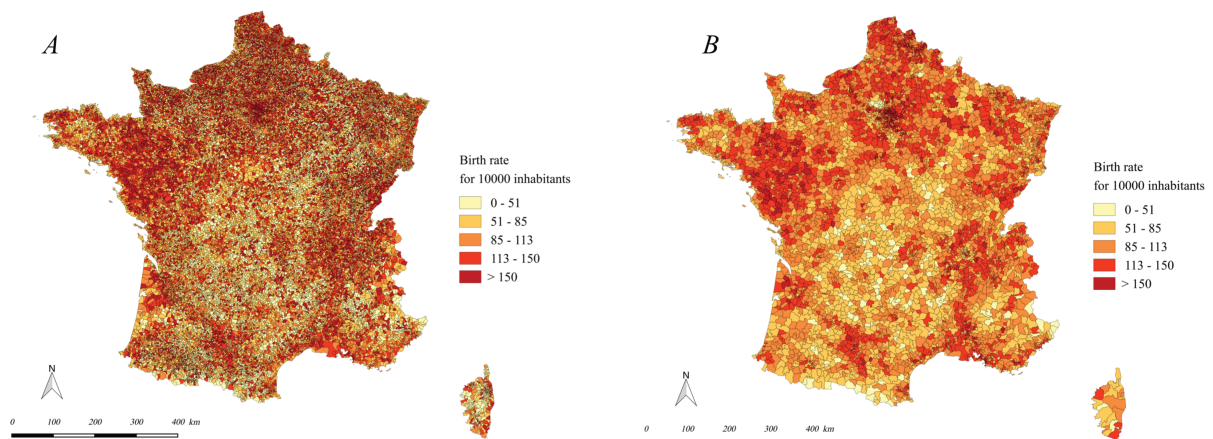 A
Birth rate
for 10000 inhabitants
0 - 51
51 - 85
85 - 113
113 - 150
> 150
N
0 100 200 300 400 km
B
Birth rate
for 10000 inhabitants
0 - 51
51 - 85
85 - 113
113 - 150
> 150
N
0 100 200 300 400 km